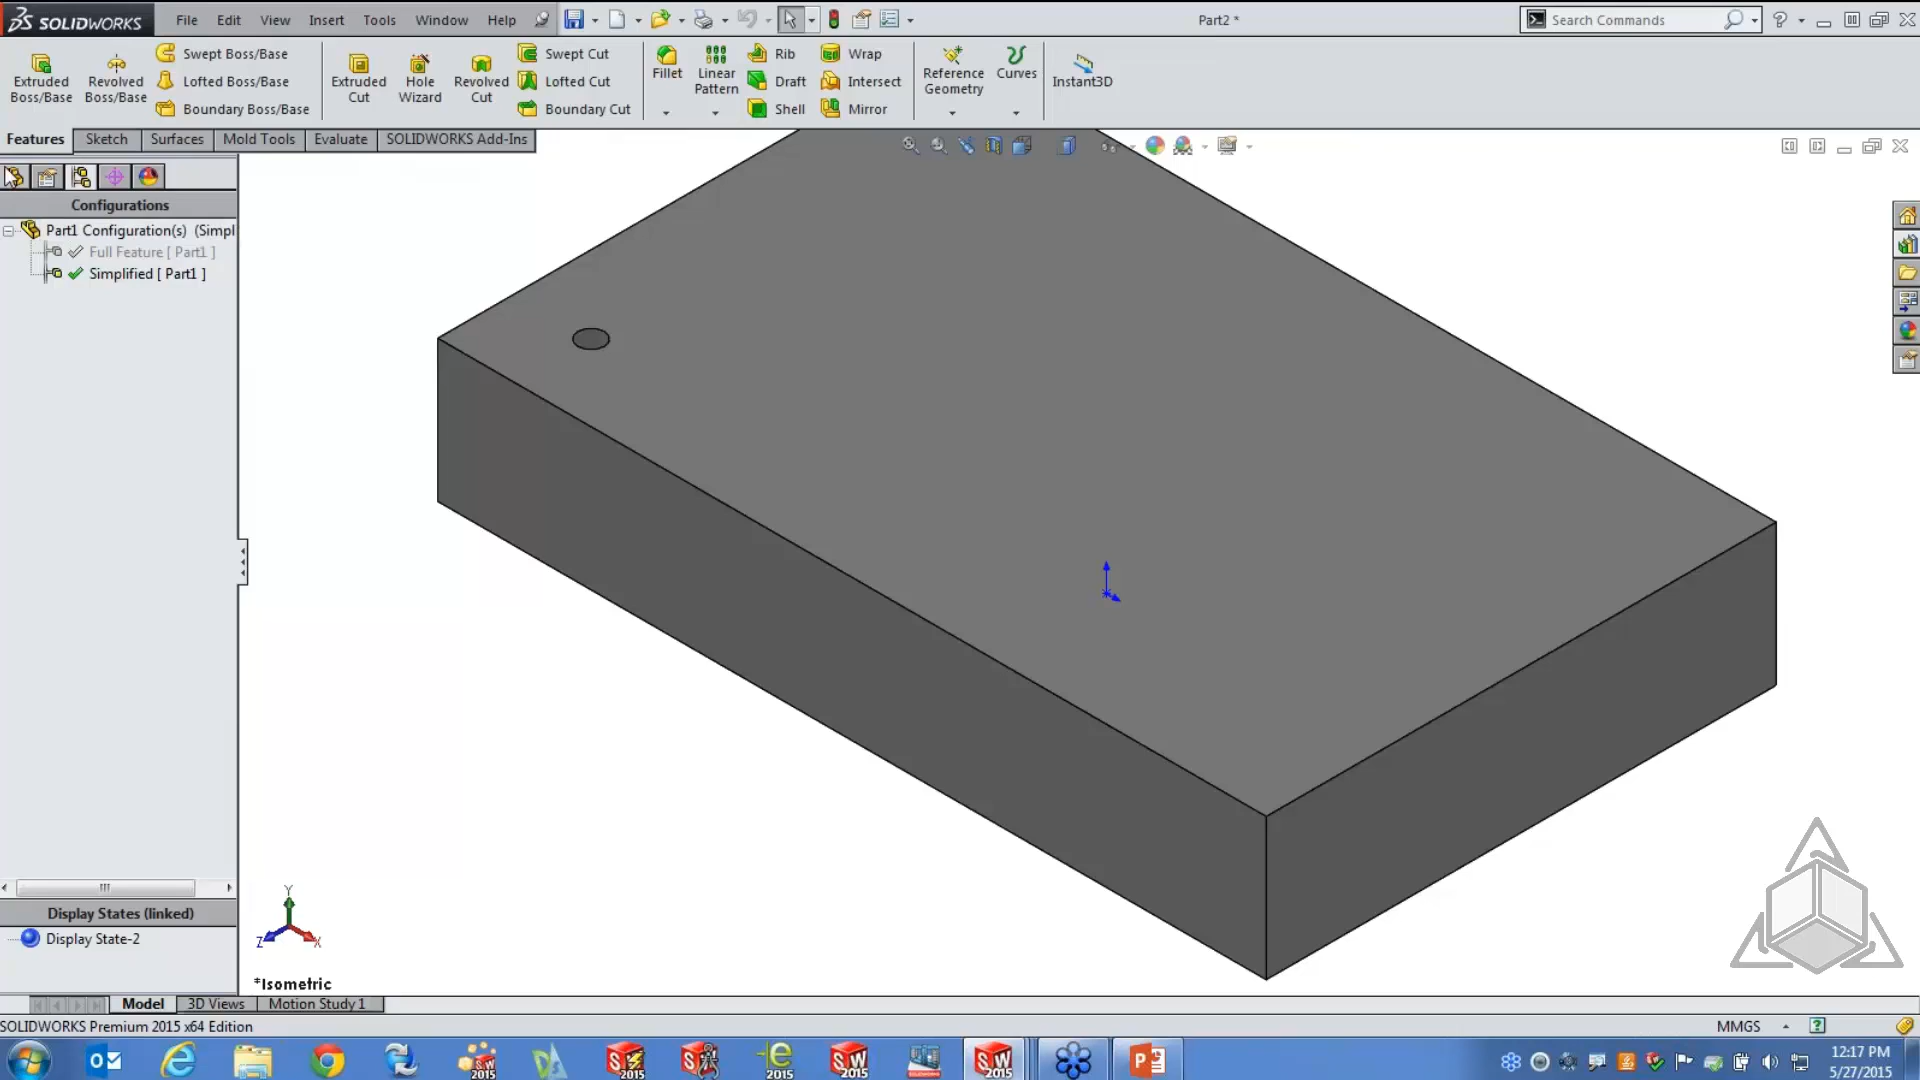 SOLIDWORKS File Edit View Insert Tools Window Help Part2 * Search Commands
Extruded Boss/Base
Revolved Boss/Base
Swept Boss/Base
Lofted Boss/Base
Boundary Boss/Base
Extruded Cut
Hole Wizard
Revolved Cut
Swept Cut
Lofted Cut
Boundary Cut
Fillet
Linear Pattern
Rib
Draft
Shell
Wrap
Intersect
Mirror
Reference Geometry
Curves
Instant3D
Features Sketch Surfaces Mold Tools Evaluate SOLIDWORKS Add-Ins
Configurations
Part1 Configuration(s) (Simpl
Full Feature [ Part1 ]
Simplified [ Part1 ]
Display States (linked)
Display State-2
Y
Z X
*Isometric
Model 3D Views Motion Study 1
SOLIDWORKS Premium 2015 x64 Edition MMGS
12:17 PM
5/27/2015